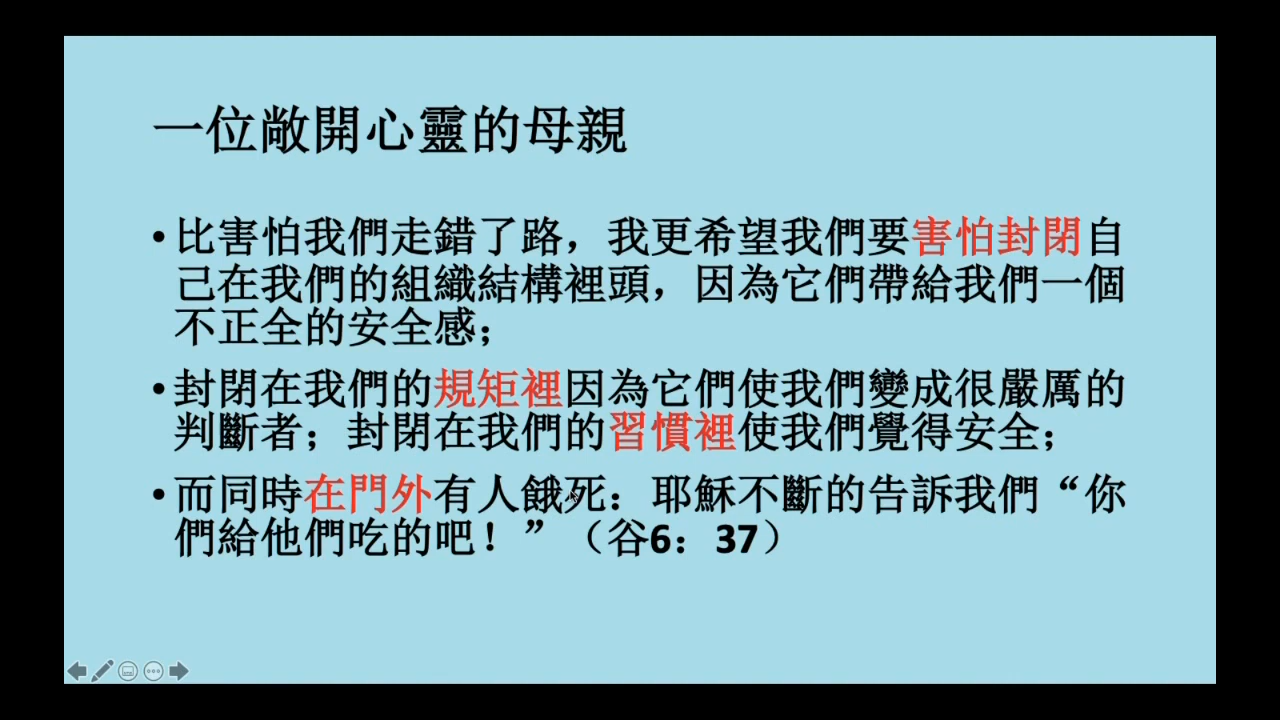 一位敞開心靈的母親
•比害怕我們走錯了路，我更希望我們要害怕封閉自
己在我們的組織結構裡頭，因為它們帶給我們一個
不正全的安全感；
•封閉在我們的規矩裡因為它們使我們變成很嚴厲的
判斷者；封閉在我們的習慣裡使我們覺得安全；
•而同時在門外有人餓死：耶穌不斷的告訴我們“你
們給他們吃的吧！”（谷6：37）